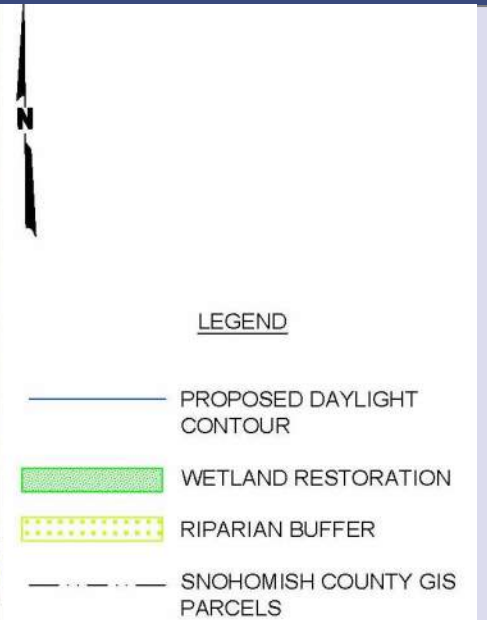 N
LEGEND
PROPOSED DAYLIGHT
CONTOUR
WETLAND RESTORATION
RIPARIAN BUFFER
SNOHOMISH COUNTY GIS
PARCELS